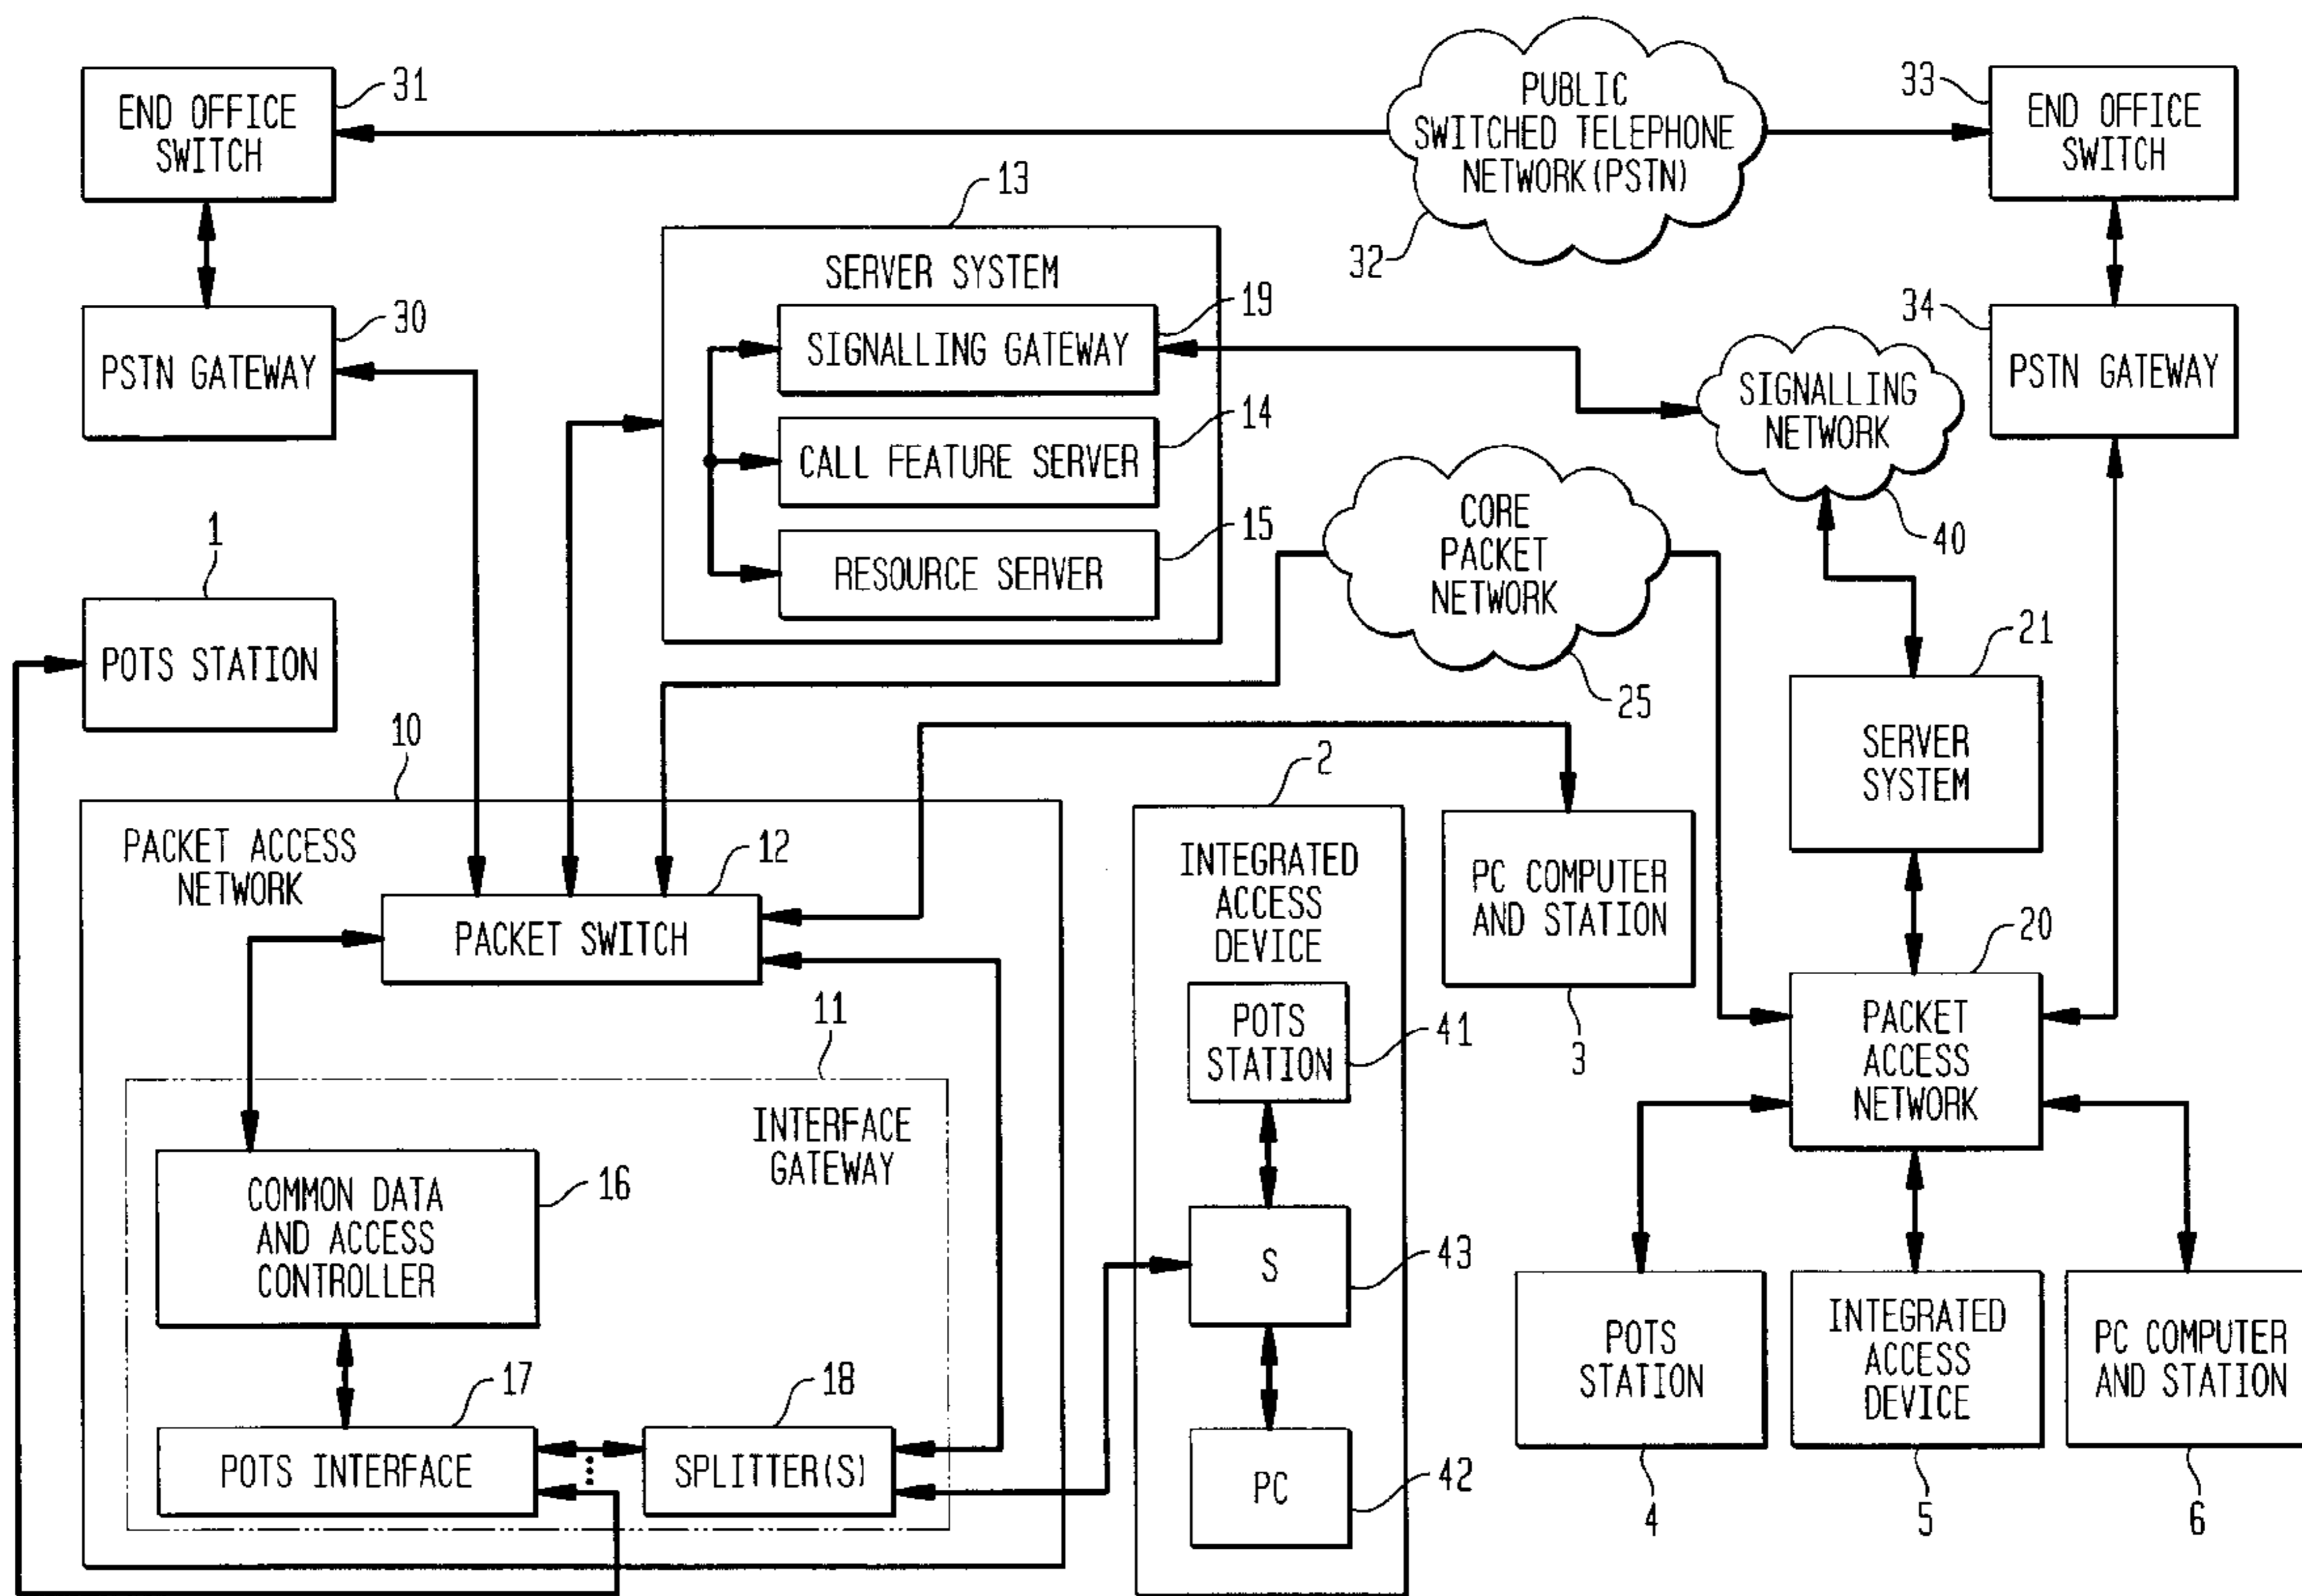 31
END OFFICE
SWITCH
PUBLIC
SWITCHED TELEPHONE
NETWORK(PSTN)
32
33
END OFFICE
SWITCH
13
SERVER SYSTEM
19
SIGNALLING GATEWAY
14
CALL FEATURE SERVER
15
RESOURCE SERVER
30
PSTN GATEWAY
34
PSTN GATEWAY
SIGNALLING
NETWORK
40
CORE
PACKET
NETWORK
25
1
POTS STATION
21
SERVER
SYSTEM
10
PACKET ACCESS
NETWORK
12
PACKET SWITCH
2
INTEGRATED
ACCESS
DEVICE
PC COMPUTER
AND STATION
3
POTS
STATION
41
20
PACKET
ACCESS
NETWORK
11
INTERFACE
GATEWAY
COMMON DATA
AND ACCESS
CONTROLLER
16
S
43
17
POTS INTERFACE
18
SPLITTER(S)
PC
42
POTS
STATION
4
INTEGRATED
ACCESS
DEVICE
5
PC COMPUTER
AND STATION
6